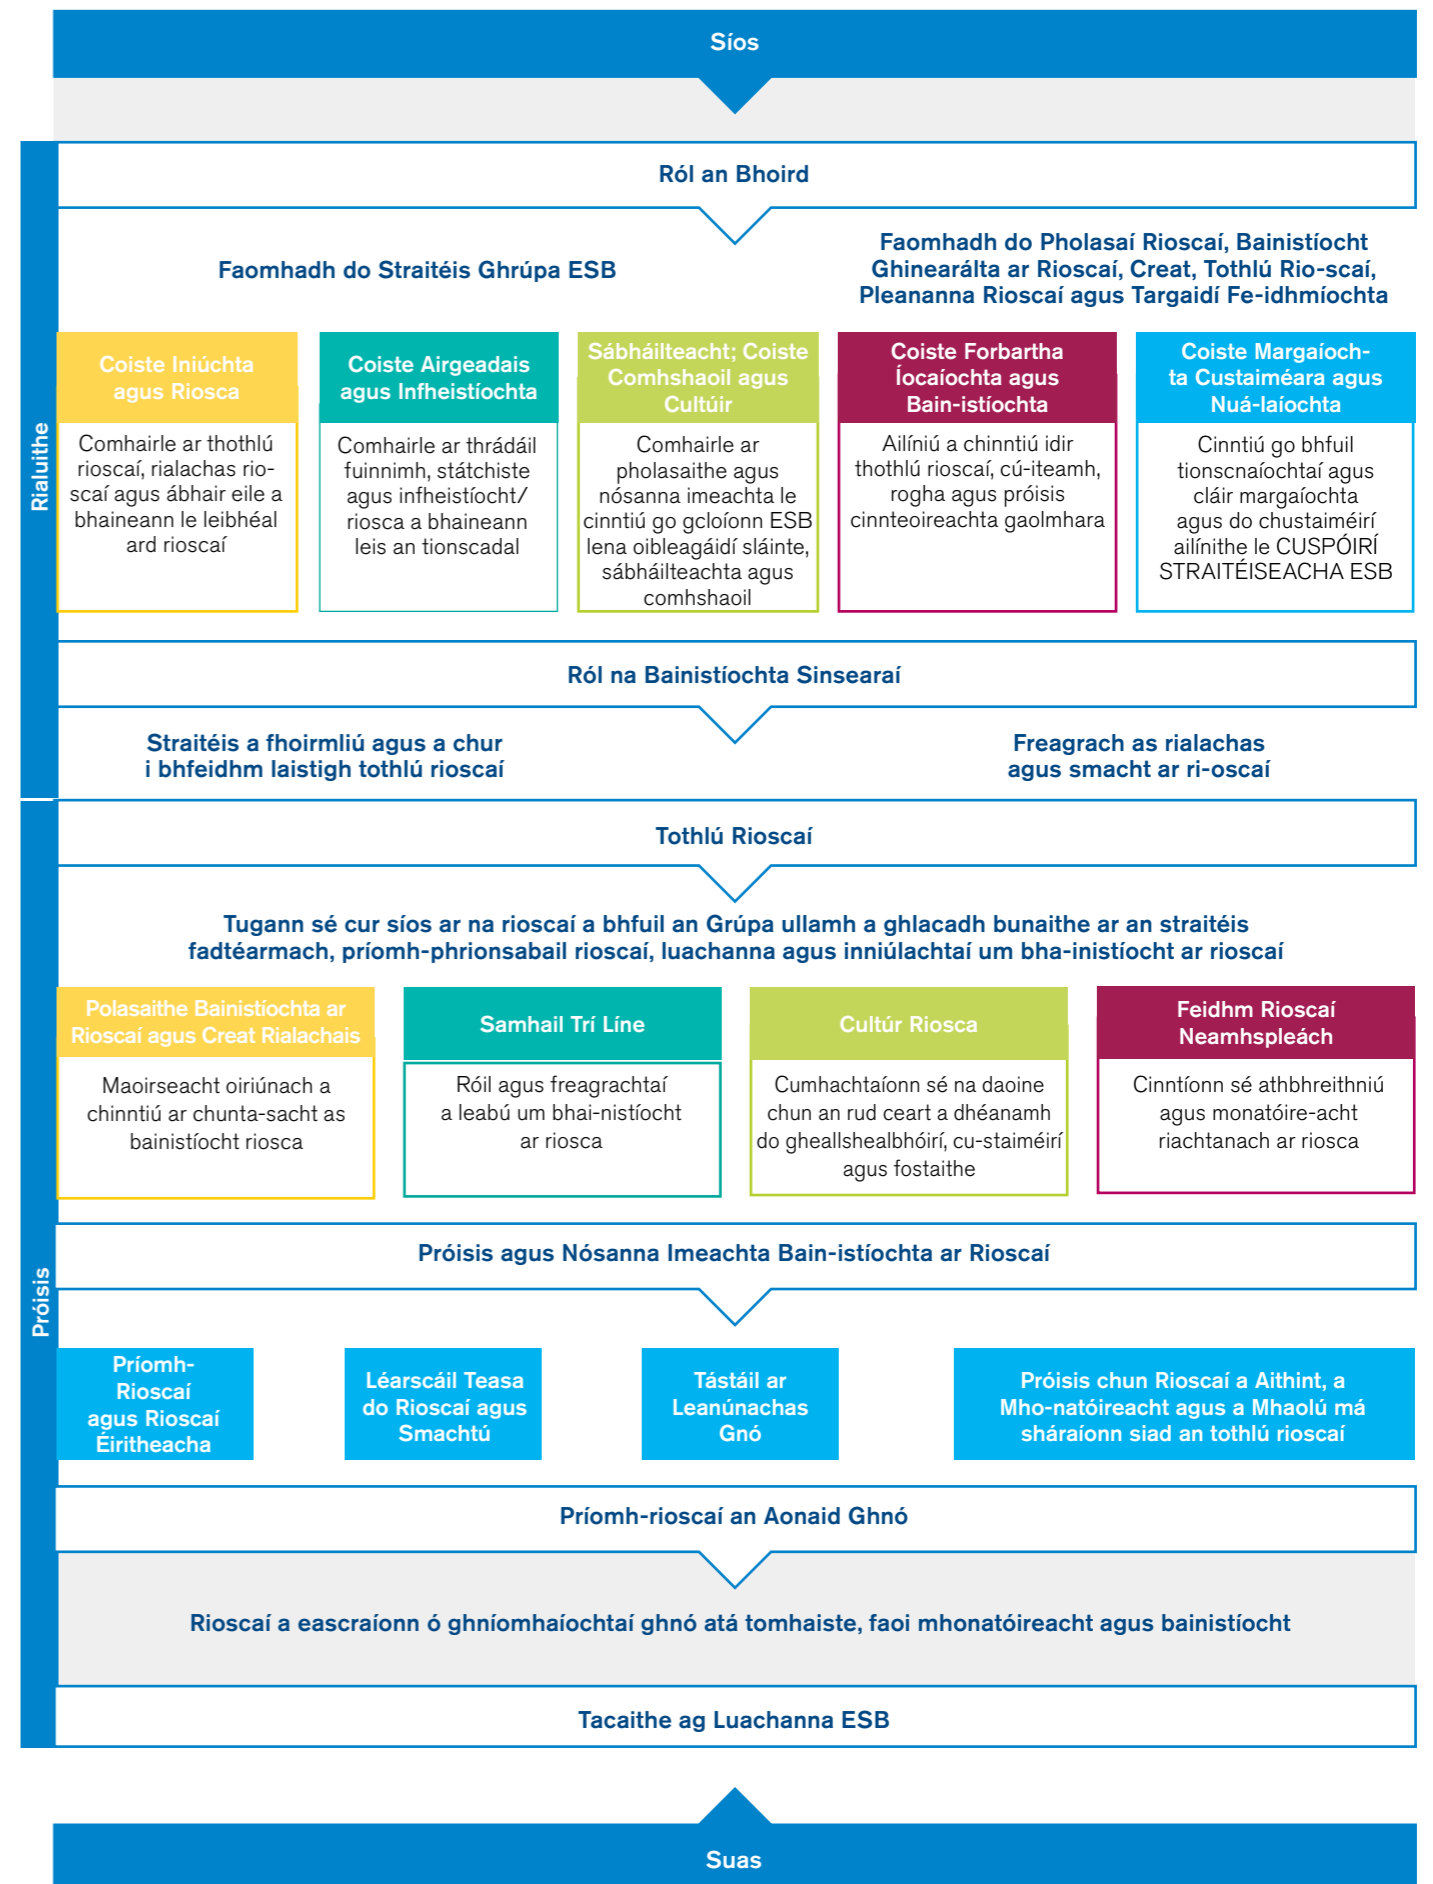 Síos
Rialuithe
Ról an Bhoird
Faomhadh do Straitéis Ghrúpa ESB
Faomhadh do Pholasaí Rioscaí, Bainistíocht
Ghinearálta ar Rioscaí, Creat, Tothlú Rio-scaí,
Pleananna Rioscaí agus Targaidí Fe-idhmíochta
Coiste Iniúchta
agus Riosca
Comhairle ar thothlú
rioscaí, rialachas rio-
scaí agus ábhair eile a
bhaineann le leibhéal
ard rioscaí
Coiste Airgeadais
agus Infheistíochta
Comhairle ar thrádáil
fuinnimh, státchiste
agus infheistíocht/
riosca a bhaineann
leis an tionscadal
Sábháilteacht; Coiste
Comhshaoil agus
Cultúir
Comhairle ar
pholasaithe agus
nósanna imeachta le
cinntiú go gcloíonn ESB
lena oibleagáidí sláinte,
sábháilteachta agus
comhshaoil
Coiste Forbartha
Íocaíochta agus
Bain-istíochta
Ailíniú a chinntiú idir
thothlú rioscaí, cú-iteamh,
rogha agus próisis
cinnteoireachta gaolmhara
Coiste Margaíoch-
ta Custaiméara agus
Nuá-laíochta
Cinntiú go bhfuil
tionscnaíochtaí agus
cláir margaíochta
agus do chustaiméirí
ailínithe le CUSPÓIRÍ
STRAITÉISEACHA ESB
Ról na Bainistíochta Sinsearaí
Straitéis a fhoirmliú agus a chur
i bhfeidhm laistigh tothlú rioscaí
Freagrach as rialachas
agus smacht ar ri-oscaí
Próisis
Tothlú Rioscaí
Tugann sé cur síos ar na rioscaí a bhfuil an Grúpa ullamh a ghlacadh bunaithe ar an straitéis
fadtéarmach, príomh-phrionsabail rioscaí, luachanna agus inniúlachtaí um bha-inistíocht ar rioscaí
Polasaithe Bainistíochta ar
Rioscaí agus Creat Rialachais
Maoirseacht oiriúnach a
chinntiú ar chunta-sacht as
bainistíocht riosca
Samhail Trí Líne
Róil agus freagrachtaí
a leabú um bhai-nistíocht
ar riosca
Cultúr Riosca
Cumhachtaíonn sé na daoine
chun an rud ceart a dhéanamh
do gheallshealbhóirí, cu-staiméirí
agus fostaithe
Feidhm Rioscaí
Neamhspleách
Cinntíonn sé athbhreithniú
agus monatóire-acht
riachtanach ar riosca
Próisis agus Nósanna Imeachta Bain-istíochta ar Rioscaí
Príomh-
Rioscaí
agus Rioscaí
Éiritheacha
Léarscáil Teasa
do Rioscaí agus
Smachtú
Tástáil ar
Leanúnachas
Gnó
Próisis chun Rioscaí a Aithint, a
Mho-natóireacht agus a Mhaolú má
sháraíonn siad an tothlú rioscaí
Príomh-rioscaí an Aonaid Ghnó
Rioscaí a eascraíonn ó ghníomhaíochtaí ghnó atá tomhaiste, faoi mhonatóireacht agus bainistíocht
Tacaithe ag Luachanna ESB
Suas